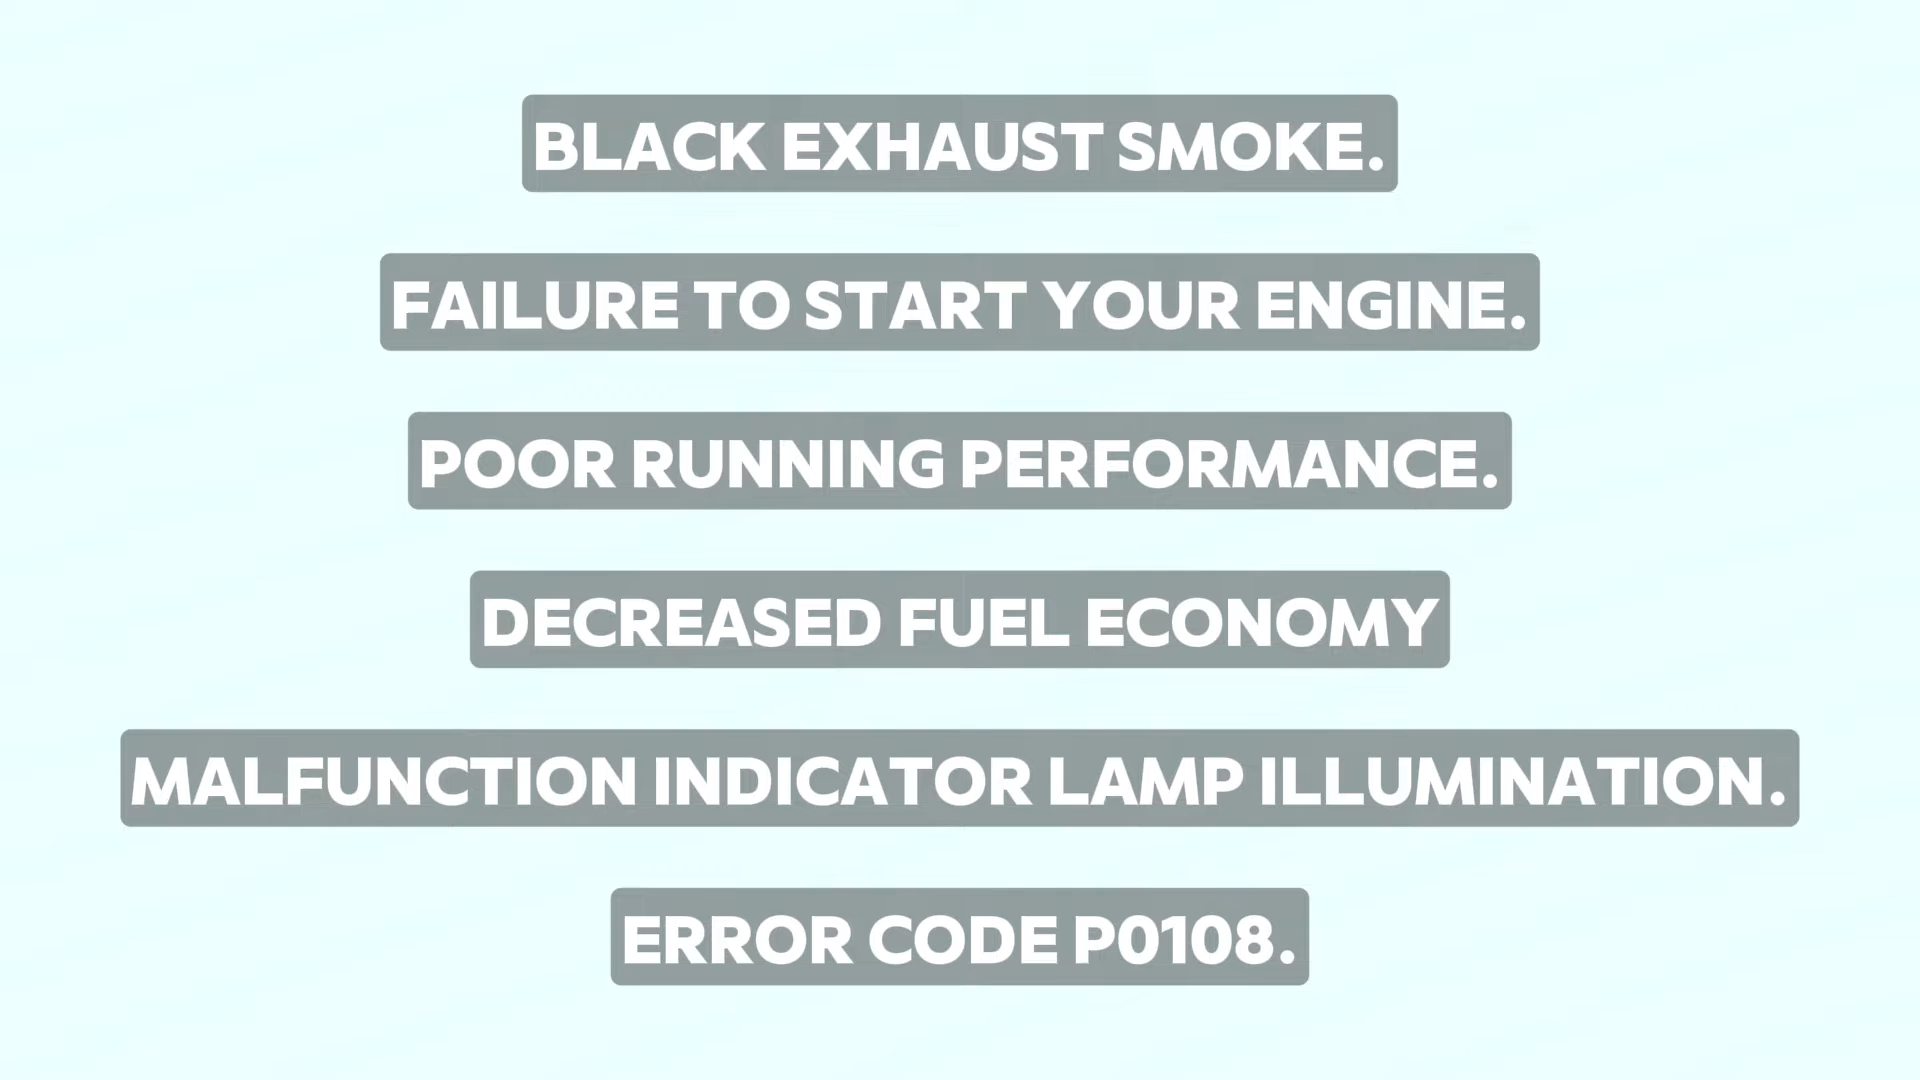 BLACK EXHAUST SMOKE.
FAILURE TO START YOUR ENGINE.
POOR RUNNING PERFORMANCE.
DECREASED FUEL ECONOMY
MALFUNCTION INDICATOR LAMP ILLUMINATION.
ERROR CODE P0108.